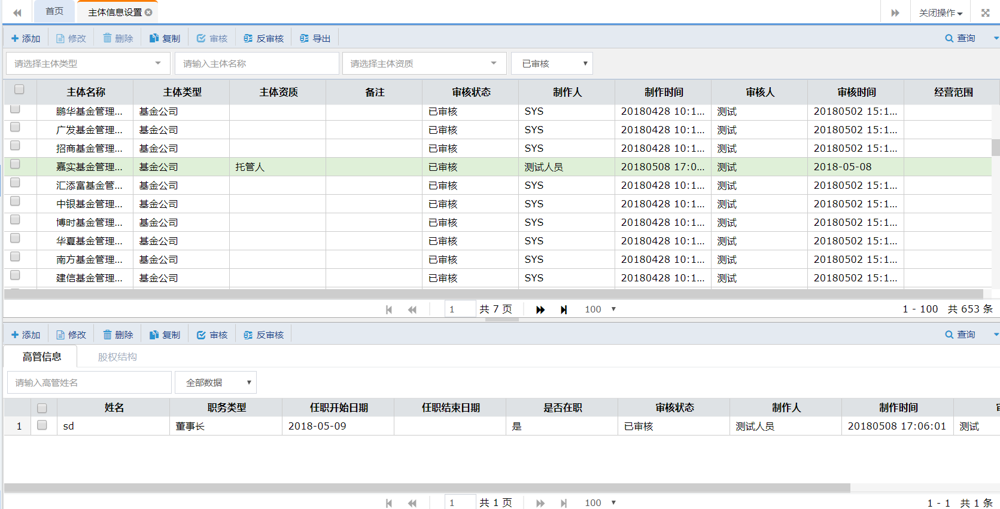 首页 主体信息设置 关闭操作
添加 修改 删除 复制 审核 反审核 导出 查询
请选择主体类型 请输入主体名称 请选择主体资质 已审核
主体名称 主体类型 主体资质 备注 审核状态 制作人 制作时间 审核人 审核时间 经营范围
鹏华基金管理... 基金公司 已审核 SYS 20180428 10:1... 测试 20180502 15:1...
广发基金管理... 基金公司 已审核 SYS 20180428 10:1... 测试 20180502 15:1...
招商基金管理... 基金公司 已审核 SYS 20180428 10:1... 测试 20180502 15:1...
嘉实基金管理... 基金公司 托管人 已审核 测试人员 20180508 17:0... 测试 2018-05-08
汇添富基金管... 基金公司 已审核 SYS 20180428 10:1... 测试 20180502 15:1...
中银基金管理... 基金公司 已审核 SYS 20180428 10:1... 测试 20180502 15:1...
博时基金管理... 基金公司 已审核 SYS 20180428 10:1... 测试 20180502 15:1...
华夏基金管理... 基金公司 已审核 SYS 20180428 10:1... 测试 20180502 15:1...
南方基金管理... 基金公司 已审核 SYS 20180428 10:1... 测试 20180502 15:1...
建信基金管理... 基金公司 已审核 SYS 20180428 10:1... 测试 20180502 15:1...
1 共 7 页 100 1 - 100 共 653 条
添加 修改 删除 复制 审核 反审核 查询
高管信息 股权结构
请输入高管姓名 全部数据
姓名 职务类型 任职开始日期 任职结束日期 是否在职 审核状态 制作人 制作时间
1 sd 董事长 2018-05-09 是 已审核 测试人员 20180508 17:06:01 测试
1 共 1 页 100 1 - 1 共 1 条